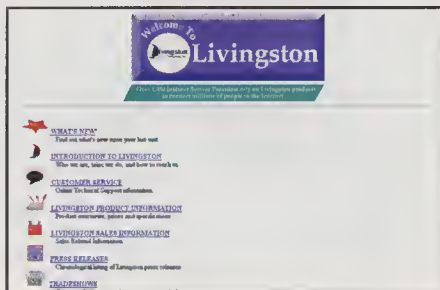 Welcome To
Livingston
Livingston
Over 1,000 Internet Service Providers rely on Livingston products
to connect millions of people to the Internet
WHAT'S NEW
Find out what's new since your last visit
INTRODUCTION TO LIVINGSTON
Who we are, what we do, and how to reach us.
CUSTOMER SERVICE
Online Technical Support information.
LIVINGSTON PRODUCT INFORMATION
Product overviews, prices and specifications
LIVINGSTON SALES INFORMATION
Sales Related Information.
PRESS RELEASES
Chronological listing of Livingston press releases
TRADESHOWS